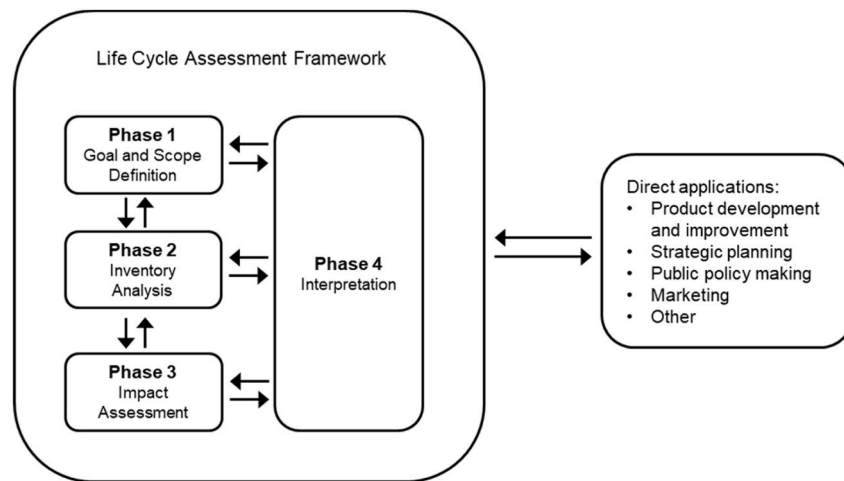 Life Cycle Assessment Framework
Phase 1
Goal and Scope
Definition
Phase 2
Inventory
Analysis
Phase 3
Impact
Assessment
Phase 4
Interpretation
Direct applications:
• Product development
and improvement
• Strategic planning
• Public policy making
• Marketing
• Other